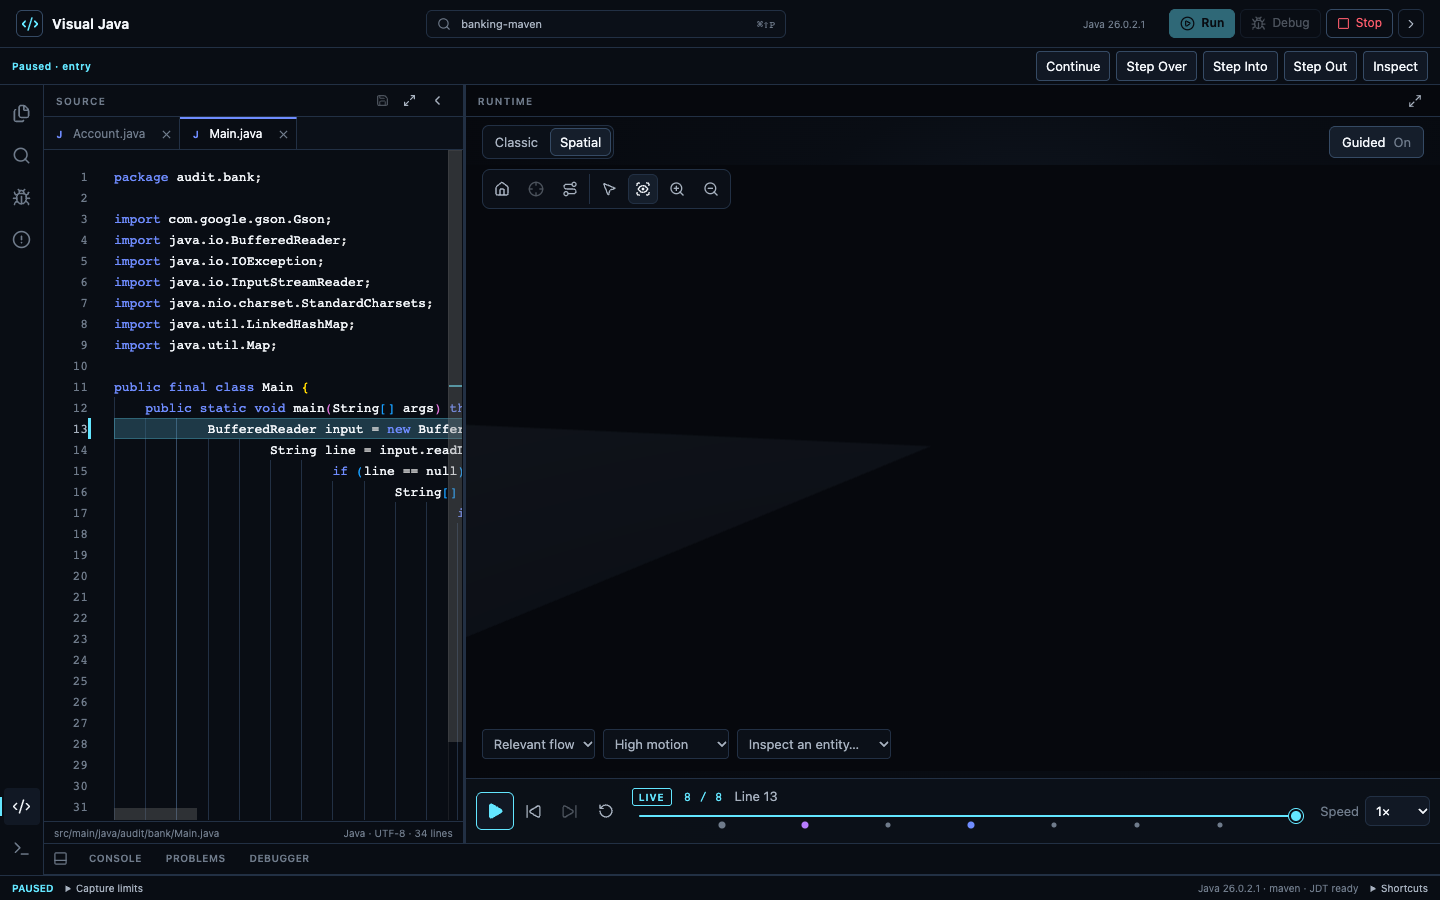 Visual Java
banking-maven
⌘⇧P
Java 26.0.2.1
Run
Debug
Stop
Paused · entry
Continue
Step Over
Step Into
Step Out
Inspect
SOURCE
Account.java
Main.java
1 package audit.bank;
2
3 import com.google.gson.Gson;
4 import java.io.BufferedReader;
5 import java.io.IOException;
6 import java.io.InputStreamReader;
7 import java.nio.charset.StandardCharsets;
8 import java.util.LinkedHashMap;
9 import java.util.Map;
10
11 public final class Main {
12 public static void main(String[] args) th
13 BufferedReader input = new Buffer
14 String line = input.read
15 if (line == null)
16 String[]
17 i
18
19
20
21
22
23
24
25
26
27
28
29
30
31
src/main/java/audit/bank/Main.java
Java · UTF-8 · 34 lines
RUNTIME
Classic
Spatial
Guided On
Relevant flow
High motion
Inspect an entity...
LIVE
8 / 8
Line 13
Speed
1×
CONSOLE
PROBLEMS
DEBUGGER
PAUSED
Capture limits
Java 26.0.2.1 · maven · JDT ready
Shortcuts